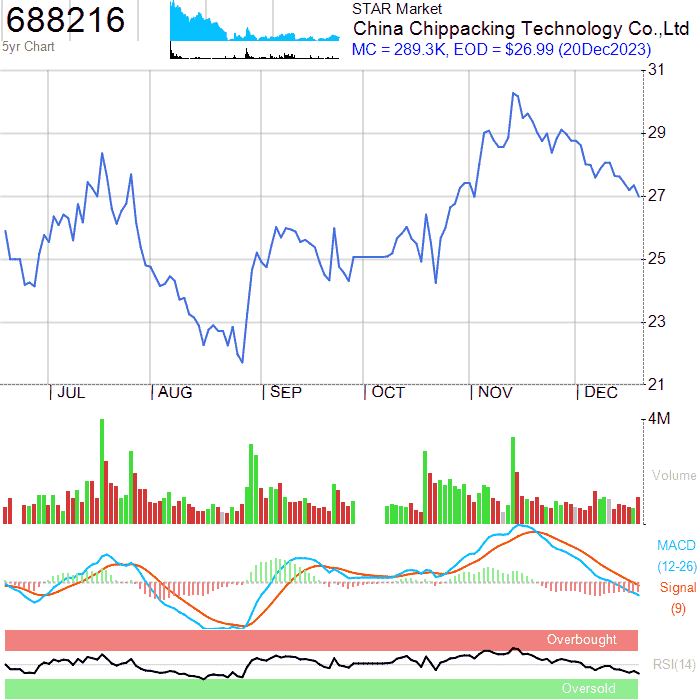 688216
5yr Chart
STAR Market
China Chippacking Technology Co.,Ltd
MC = 289.3K, EOD = $26.99 (20Dec2023)
31
29
27
25
23
21
JUL AUG SEP OCT NOV DEC
4M
Volume
MACD
(12-26)
Signal
(9)
Overbought
RSI(14)
Oversold